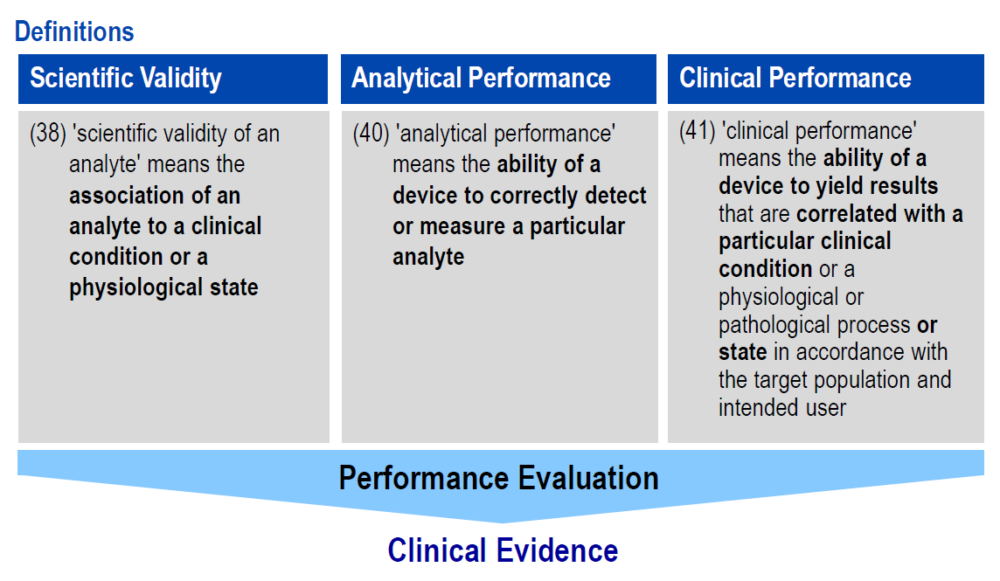 Definitions
Scientific Validity
(38) 'scientific validity of an
analyte' means the
association of an
analyte to a clinical
condition or a
physiological state
Analytical Performance
(40) 'analytical performance'
means the ability of a
device to correctly detect
or measure a particular
analyte
Clinical Performance
(41) 'clinical performance'
means the ability of a
device to yield results
that are correlated with a
particular clinical
condition or a
physiological or
pathological process or
state in accordance with
the target population and
intended user
Performance Evaluation
Clinical Evidence